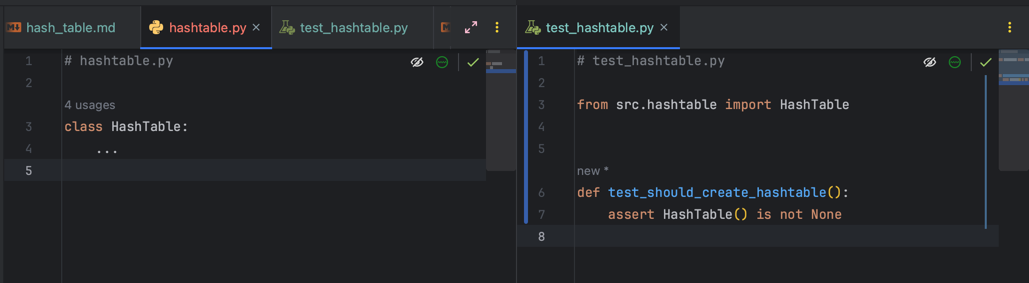 hash_table.md
hashtable.py
test_hashtable.py
1 # hashtable.py
2
4 usages
3 class HashTable:
4 ...
5
test_hashtable.py
1 # test_hashtable.py
2
3 from src.hashtable import HashTable
4
5
new *
6 def test_should_create_hashtable():
7 assert HashTable() is not None
8